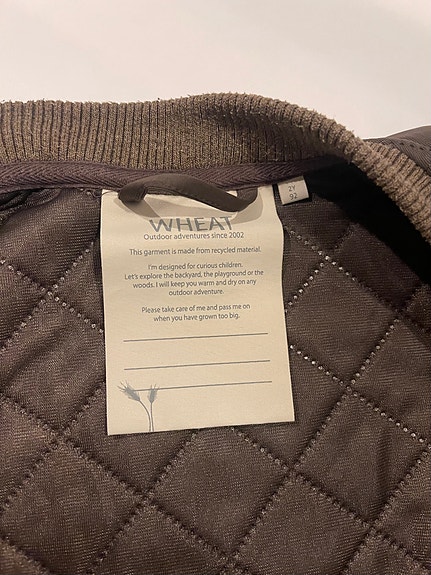 WHEAT
Outdoor adventures since 2002
This garment is made from recycled material.
I'm designed for curious children.
Let's explore the backyard, the playground or the
woods. I will keep you warm and dry on any
outdoor adventure.
Please take care of me and pass me on
when you have grown too big.
2Y
92